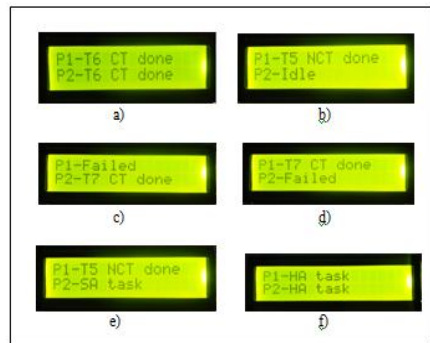 P1-T6 CT done
P2-T6 CT done
a)
P1-T5 NCT done
P2-Idle
b)
P1-Failed
P2-T7 CT done
c)
P1-T7 CT done
P2-Failed
d)
P1-T5 NCT done
P2-SA task
e)
P1-HA task
P2-HA task
f)